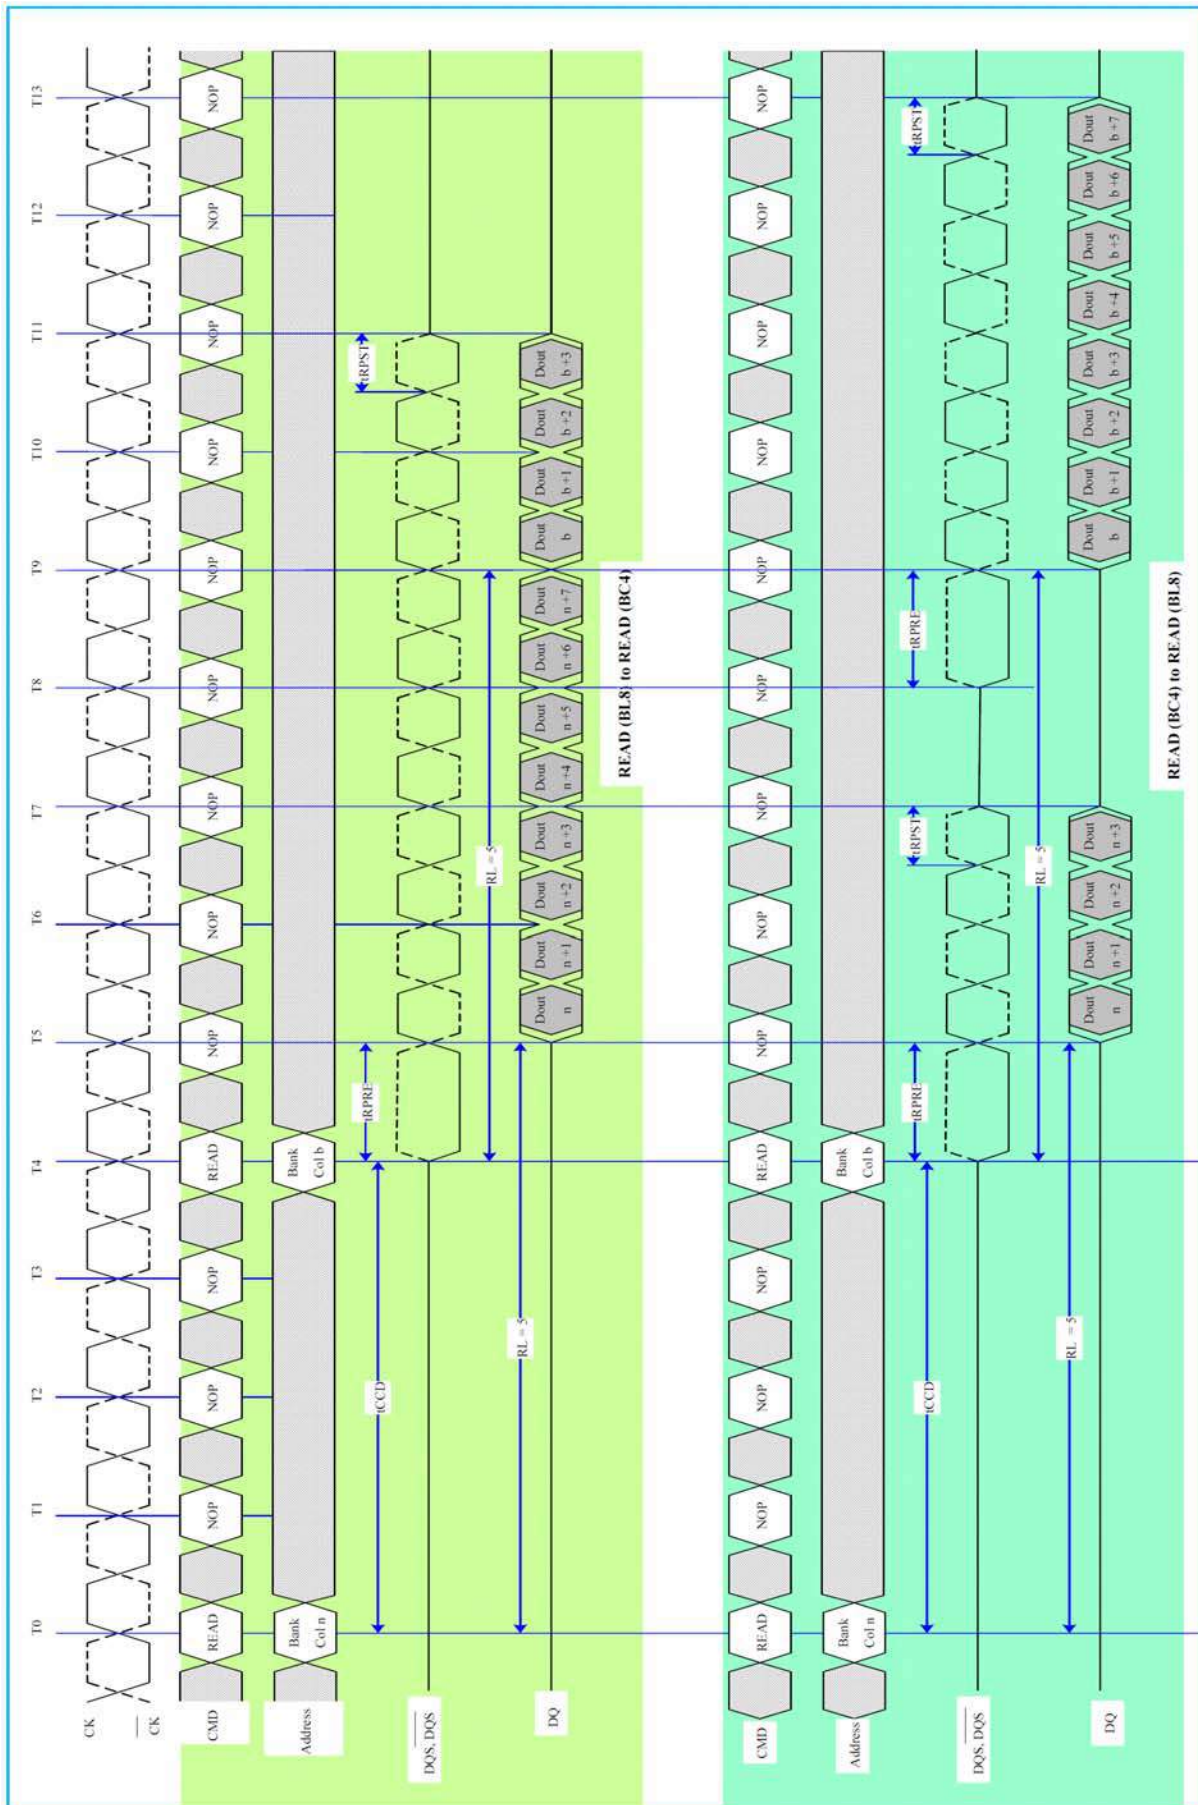 T0 T1 T2 T3 T4 T5 T6 T7 T8 T9 T10 T11 T12 T13
CK
CK
CMD READ NOP NOP NOP READ NOP NOP NOP NOP NOP NOP NOP NOP NOP
Address
Bank
Col n
Bank
Col b
tRPRE
tRPST
tCCD
DQS, DQS
RL = 5
RL = 5
DQ
Dout
n
Dout
n+1
Dout
n+2
Dout
n+3
Dout
n+4
Dout
n+5
Dout
n+6
Dout
n+7
Dout
b
Dout
b+1
Dout
b+2
Dout
b+3
READ (BL8) to READ (BC4)
CMD READ NOP NOP NOP READ NOP NOP NOP NOP NOP NOP NOP NOP NOP
Address
Bank
Col n
Bank
Col b
tRPRE
tRPST
tRPRE
tRPST
tCCD
DQS, DQS
RL = 5
RL = 5
DQ
Dout
n
Dout
n+1
Dout
n+2
Dout
n+3
Dout
b
Dout
b+1
Dout
b+2
Dout
b+3
Dout
b+4
Dout
b+5
Dout
b+6
Dout
b+7
READ (BC4) to READ (BL8)